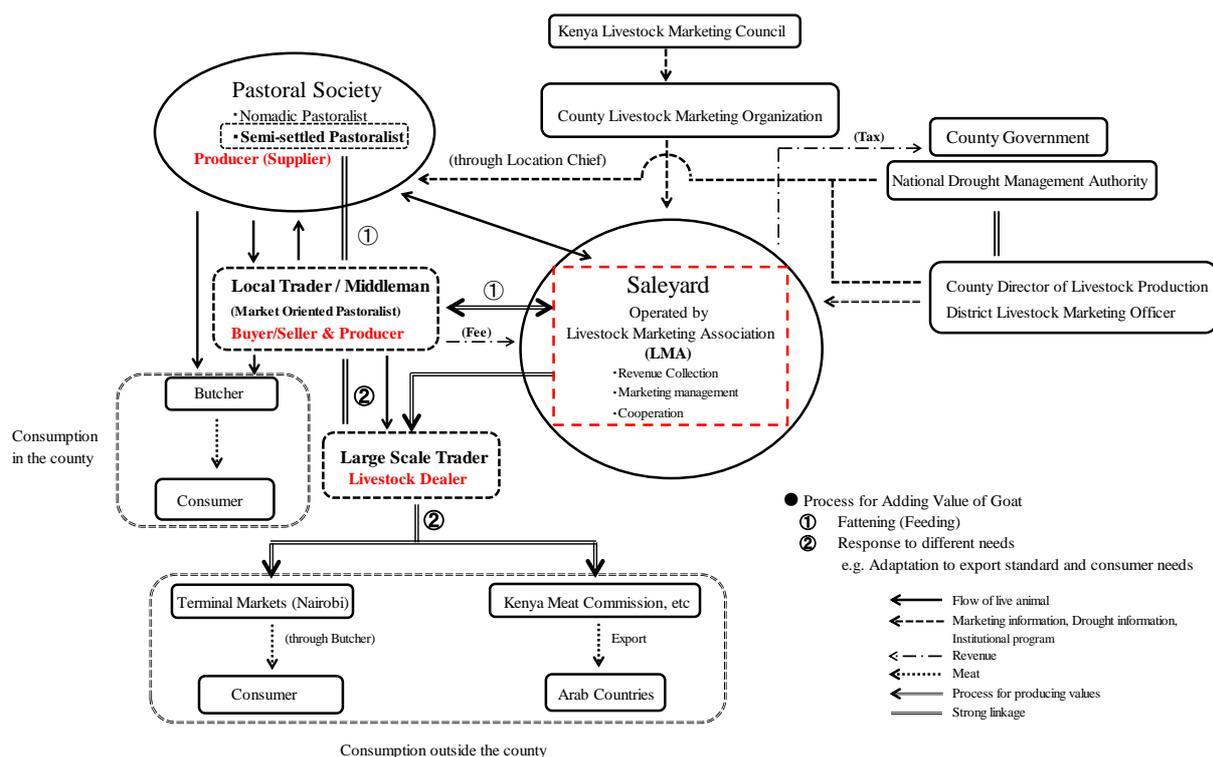 Kenya Livestock Marketing Council
County Livestock Marketing Organization
Pastoral Society
・Nomadic Pastoralist
・Semi-settled Pastoralist
Producer (Supplier)
(through Location Chief)
(Tax)
County Government
National Drought Management Authority
①
Local Trader / Middleman
(Market Oriented Pastoralist)
Buyer/Seller & Producer
①
(Fee)
Saleyard
Operated by
Livestock Marketing Association
(LMA)
・Revenue Collection
・Marketing management
・Cooperation
County Director of Livestock Production
District Livestock Marketing Officer
Butcher
Consumer
Consumption
in the county
②
Large Scale Trader
Livestock Dealer
②
Terminal Markets (Nairobi)
(through Butcher)
Consumer
Kenya Meat Commission, etc
Export
Arab Countries
Consumption outside the county
● Process for Adding Value of Goat
① Fattening (Feeding)
② Response to different needs
e.g. Adaptation to export standard and consumer needs
Flow of live animal
Marketing information, Drought information,
Institutional program
Revenue
Meat
Process for producing values
Strong linkage